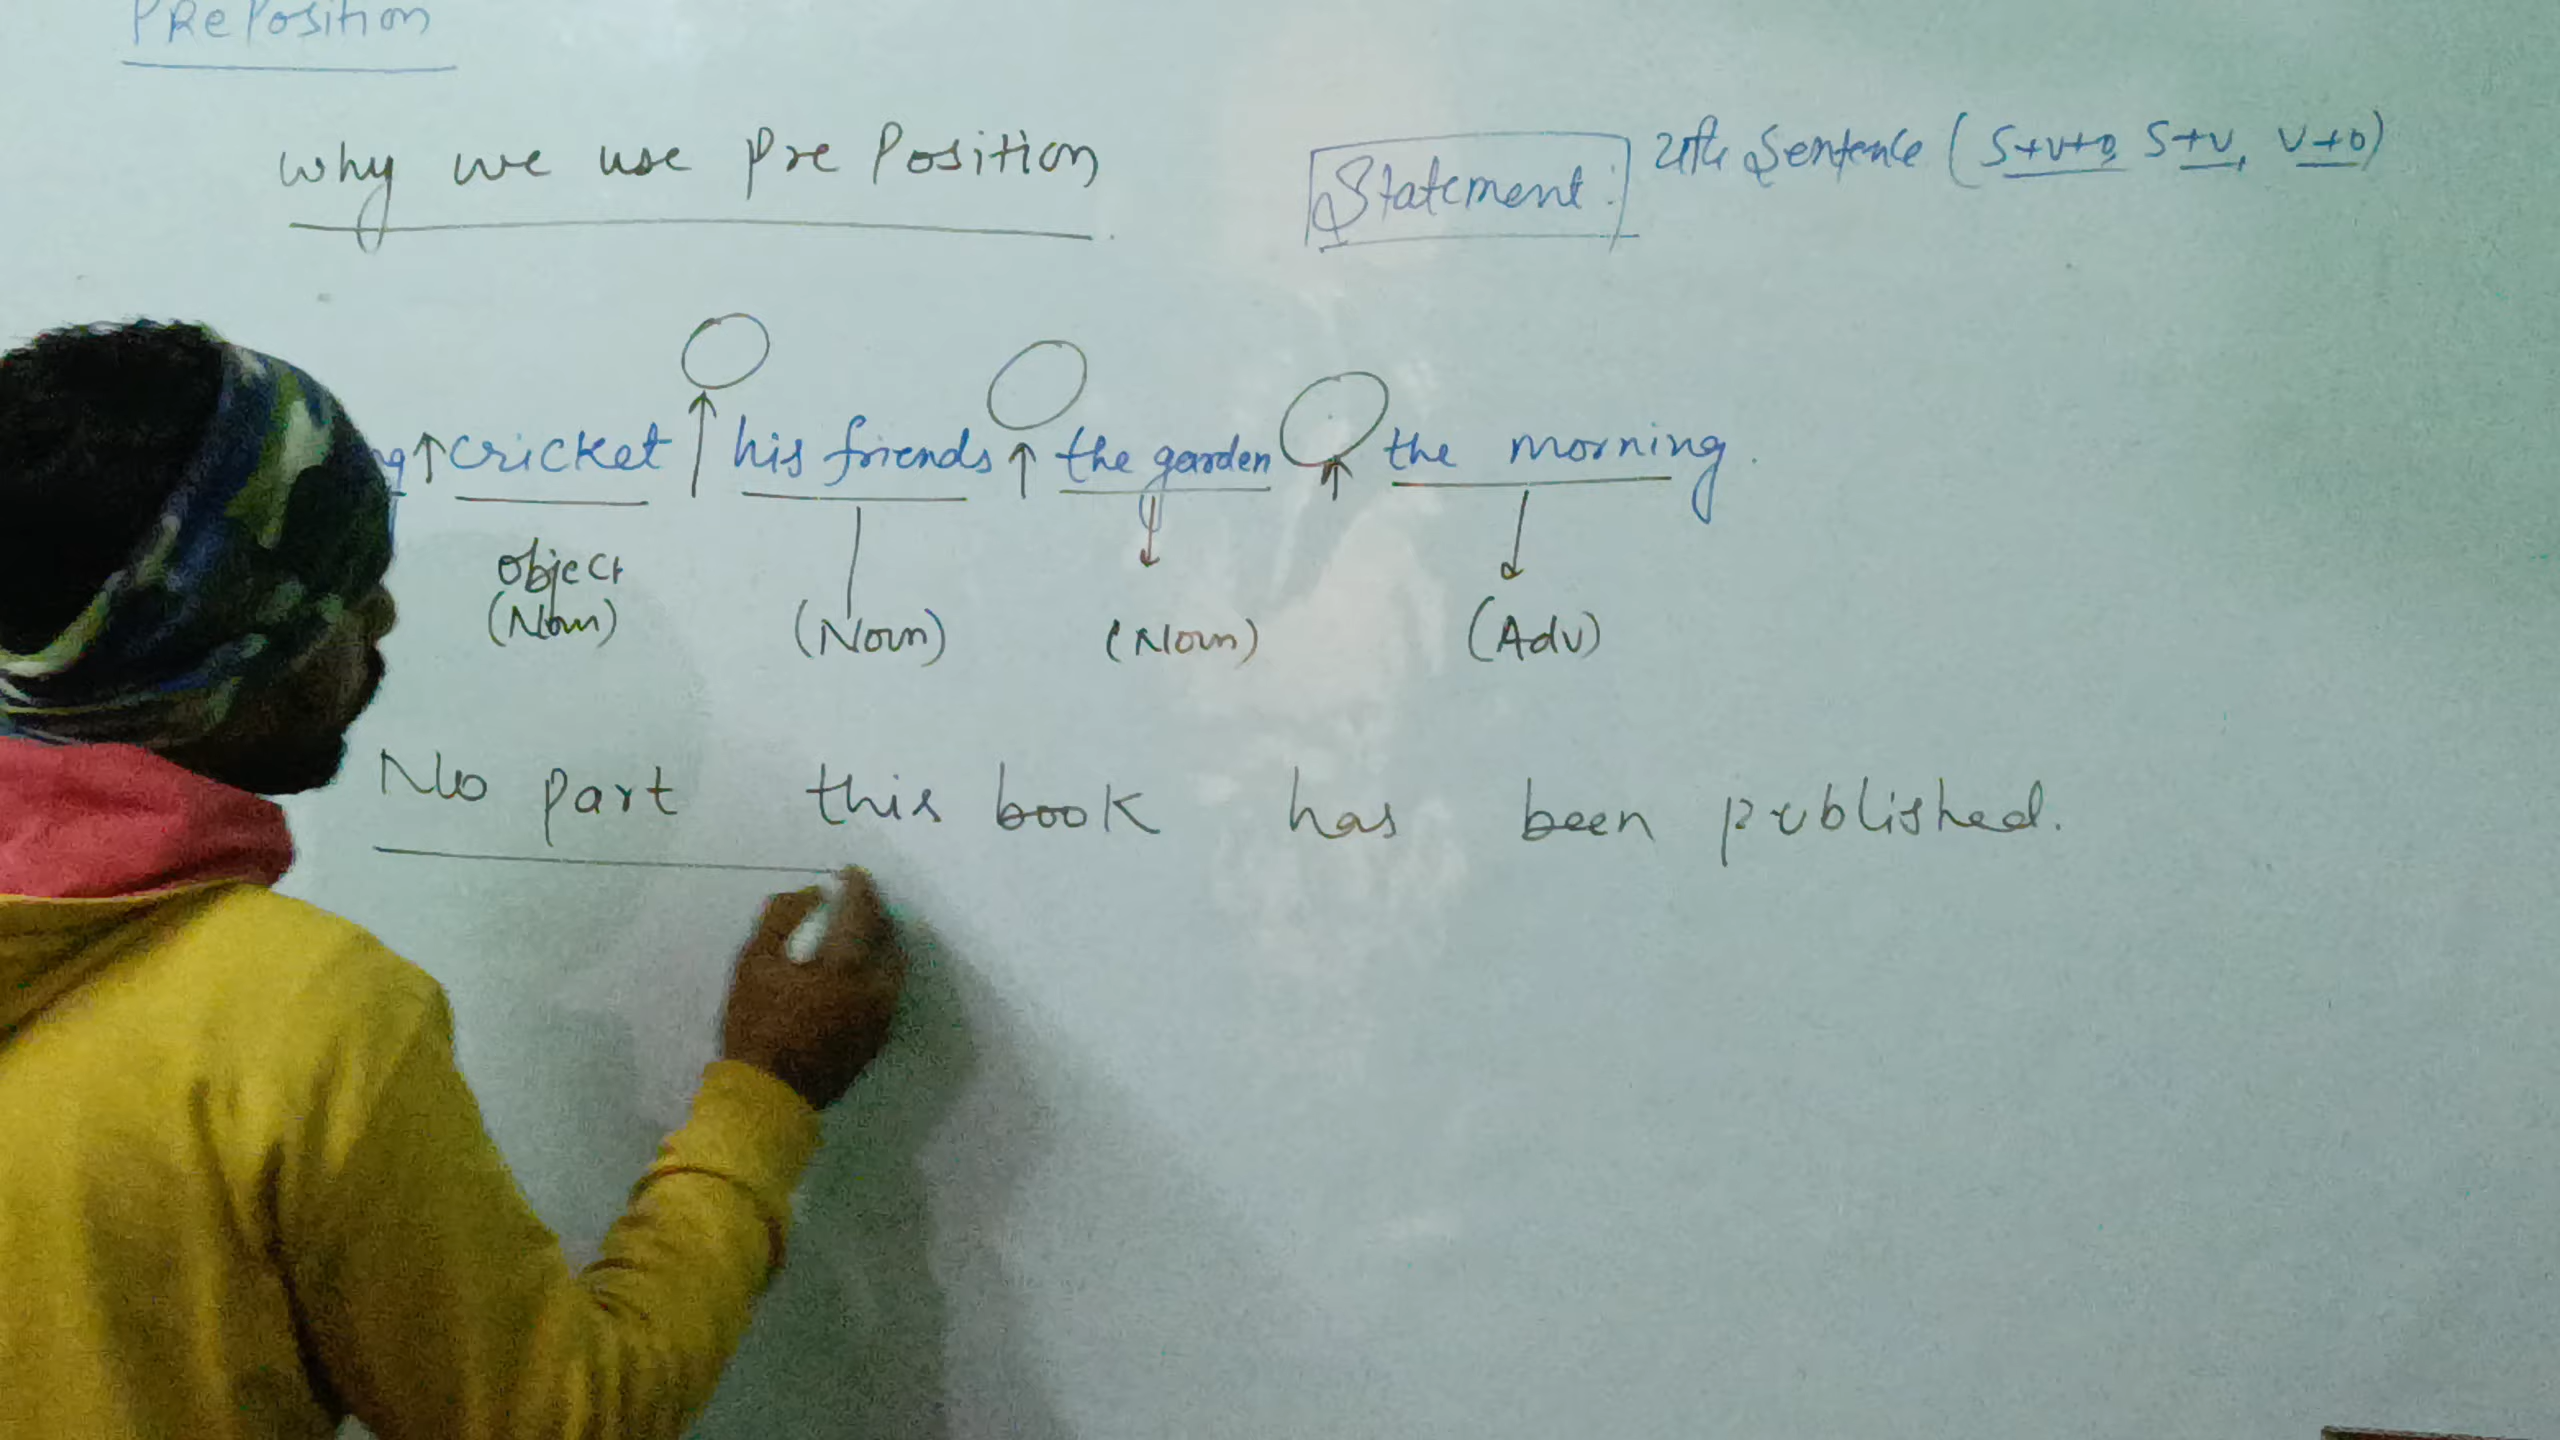 PRePosition
why we use Pre Position
Statement: Sentence (S+V+O, S+V, V+O)
cricket his friends the garden the morning.
object
(Noun) (Noun) (Noun) (Adv)
No part this book has been published.